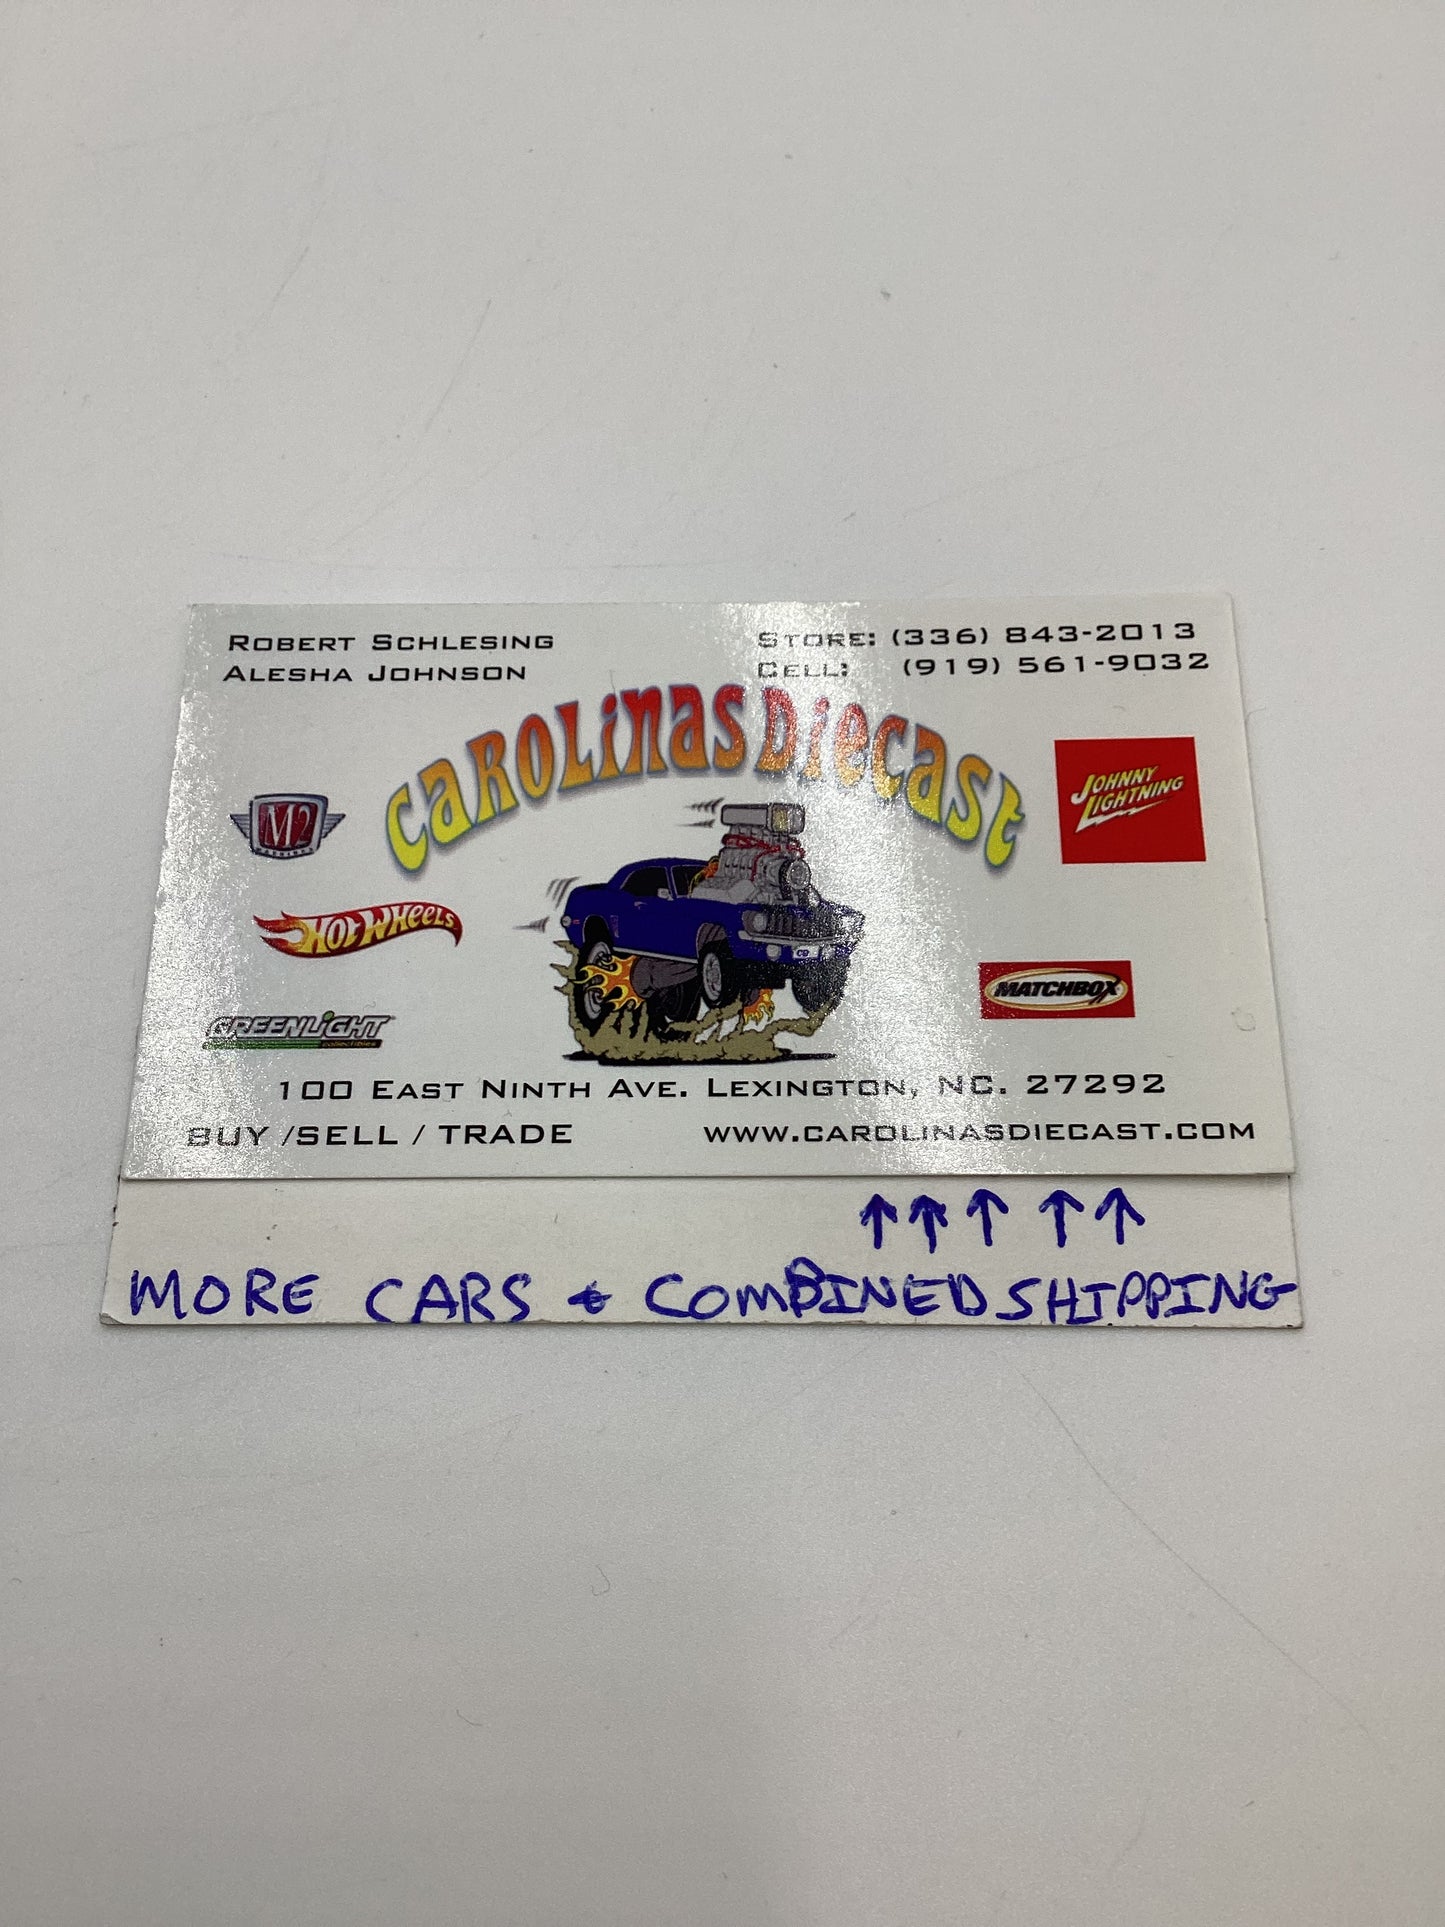 ROBERT SCHLESING
ALESHA JOHNSON
STORE: (336) 843-2013
CELL: (919) 561-9032
CAROLINAS DIECAST
M2
MACHINES
JOHNNY LIGHTNING
HOT WHEELS
MATCHBOX
GREENLIGHT
collectibles
100 EAST NINTH AVE. LEXINGTON, NC. 27292
BUY /SELL / TRADE
WWW.CAROLINASDIECAST.COM
↑ ↑ ↑ ↑ ↑
MORE CARS & COMBINED SHIPPING